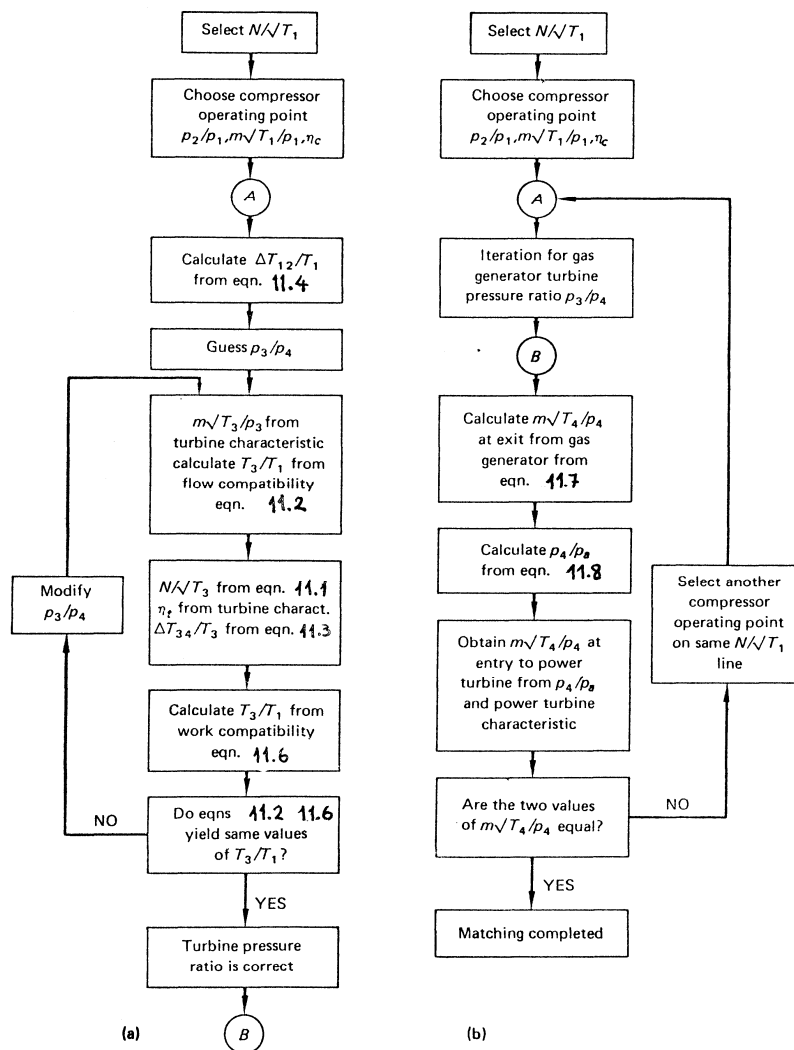 Select N/√T₁
Choose compressor
operating point
p₂/p₁,m√T₁/p₁,η_c
A
Calculate ΔT₁₂/T₁
from eqn. 11.4
Guess p₃/p₄
m√T₃/p₃ from
turbine characteristic
calculate T₃/T₁ from
flow compatibility
eqn. 11.2
N/√T₃ from eqn. 11.1
η_t from turbine charact.
ΔT₃₄/T₃ from eqn. 11.3
Modify
p₃/p₄
Calculate T₃/T₁ from
work compatibility
eqn. 11.6
NO
Do eqns 11.2 11.6
yield same values
of T₃/T₁?
YES
Turbine pressure
ratio is correct
B
(a)
Select N/√T₁
Choose compressor
operating point
p₂/p₁,m√T₁/p₁,η_c
A
Iteration for gas
generator turbine
pressure ratio p₃/p₄
B
Calculate m√T₄/p₄
at exit from gas
generator from
eqn. 11.7
Calculate p₄/pₐ
from eqn. 11.8
Select another
compressor
operating point
on same N/√T₁
line
Obtain m√T₄/p₄ at
entry to power
turbine from p₄/pₐ
and power turbine
characteristic
Are the two values
of m√T₄/p₄ equal?
NO
YES
Matching completed
(b)